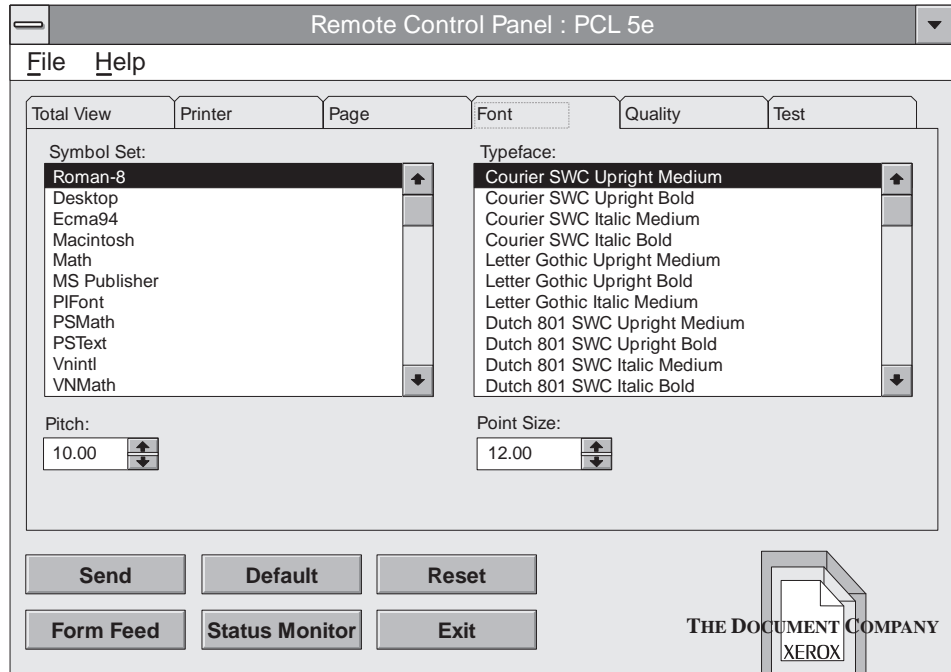 Remote Control Panel : PCL 5e
File Help
Total View Printer Page Font Quality Test
Symbol Set:
Roman-8
Desktop
Ecma94
Macintosh
Math
MS Publisher
PIFont
PSMath
PSText
Vnintl
VNMath
Typeface:
Courier SWC Upright Medium
Courier SWC Upright Bold
Courier SWC Italic Medium
Courier SWC Italic Bold
Letter Gothic Upright Medium
Letter Gothic Upright Bold
Letter Gothic Italic Medium
Dutch 801 SWC Upright Medium
Dutch 801 SWC Upright Bold
Dutch 801 SWC Italic Medium
Dutch 801 SWC Italic Bold
Pitch:
10.00
Point Size:
12.00
Send Default Reset
Form Feed Status Monitor Exit
THE DOCUMENT COMPANY
XEROX